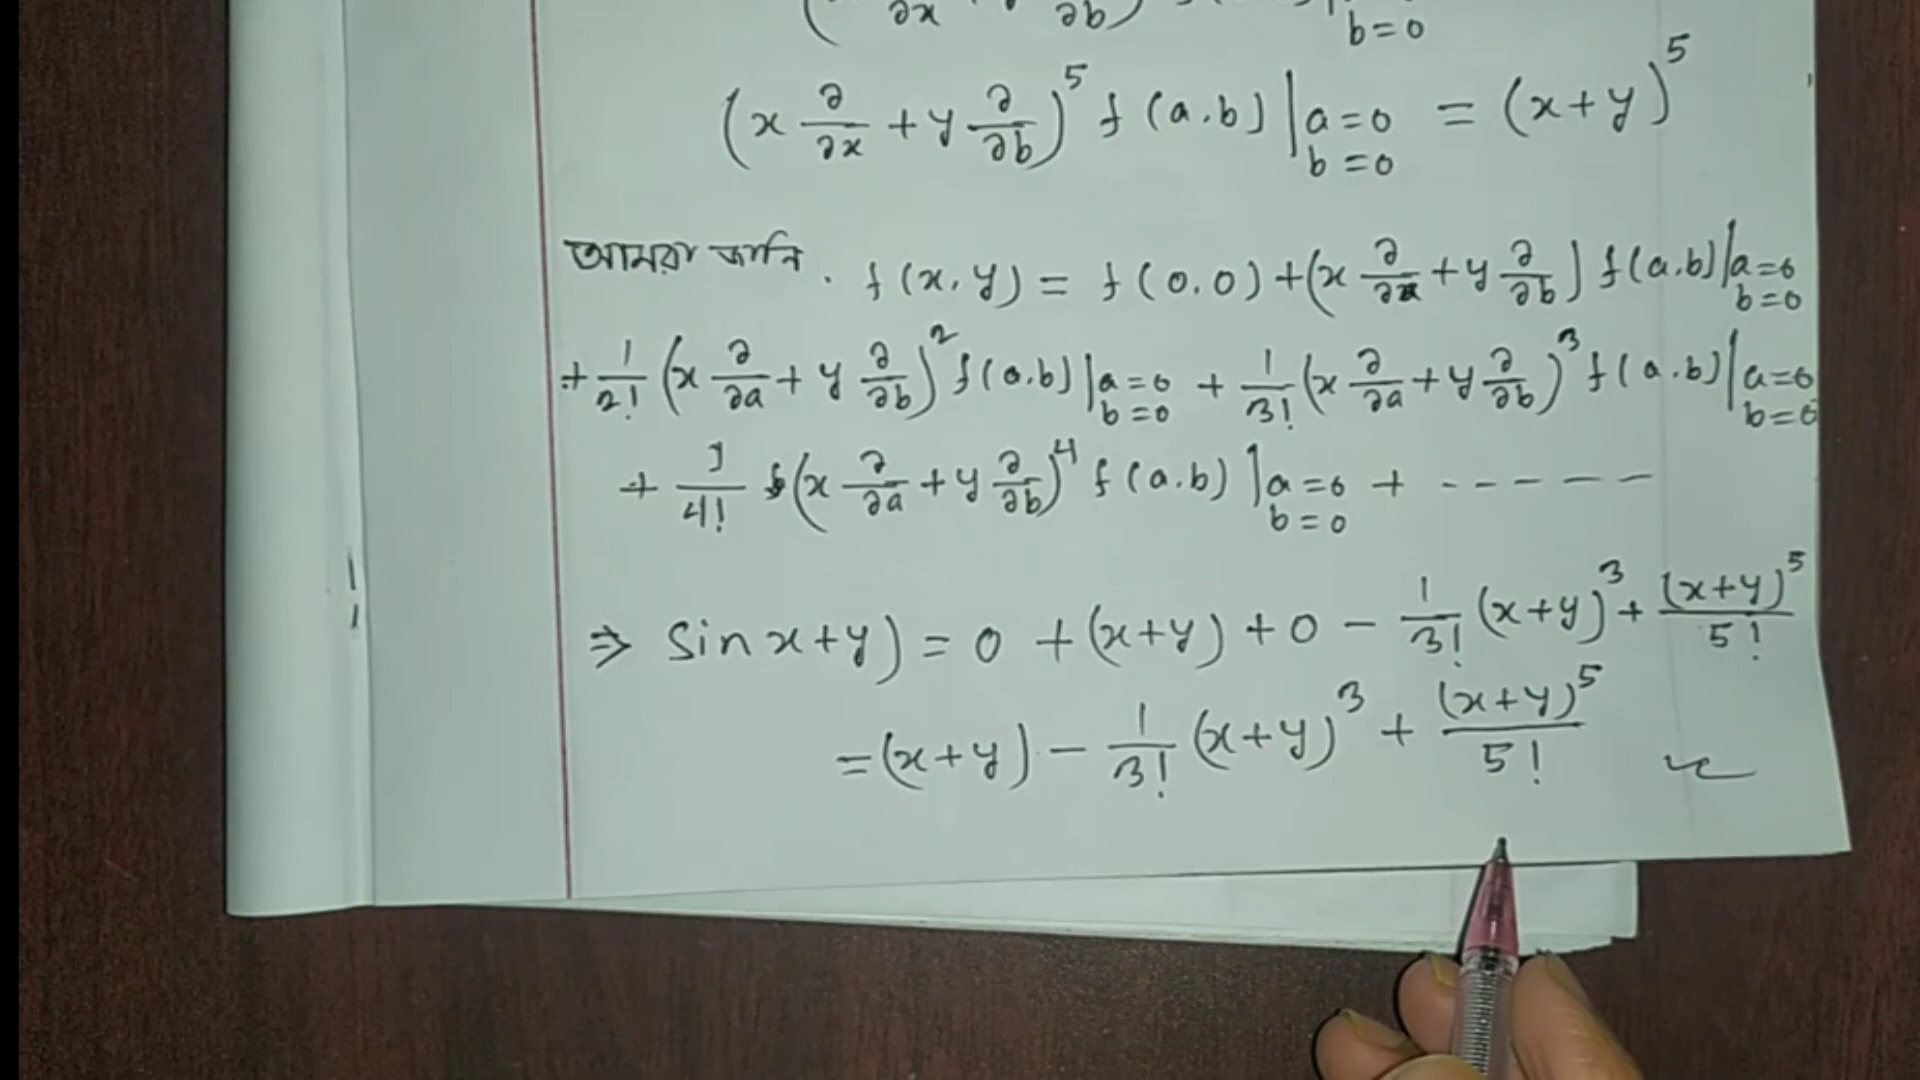 ∂x ∂b b=0
(x ∂/∂x + y ∂/∂b)^5 f(a.b)|a=0 b=0 = (x+y)^5
আমরা জানি. f(x,y) = f(0.0) + (x ∂/∂x + y ∂/∂b) f(a.b)|a=0 b=0
+ 1/2! (x ∂/∂a + y ∂/∂b)^2 f(a.b)|a=0 b=0 + 1/3! (x ∂/∂a + y ∂/∂b)^3 f(a.b)|a=0 b=0
+ 1/4! (x ∂/∂a + y ∂/∂b)^4 f(a.b)|a=0 b=0 + ------
⇒ Sin x+y) = 0 + (x+y) + 0 - 1/3! (x+y)^3 + (x+y)^5/5!
= (x+y) - 1/3! (x+y)^3 + (x+y)^5/5!